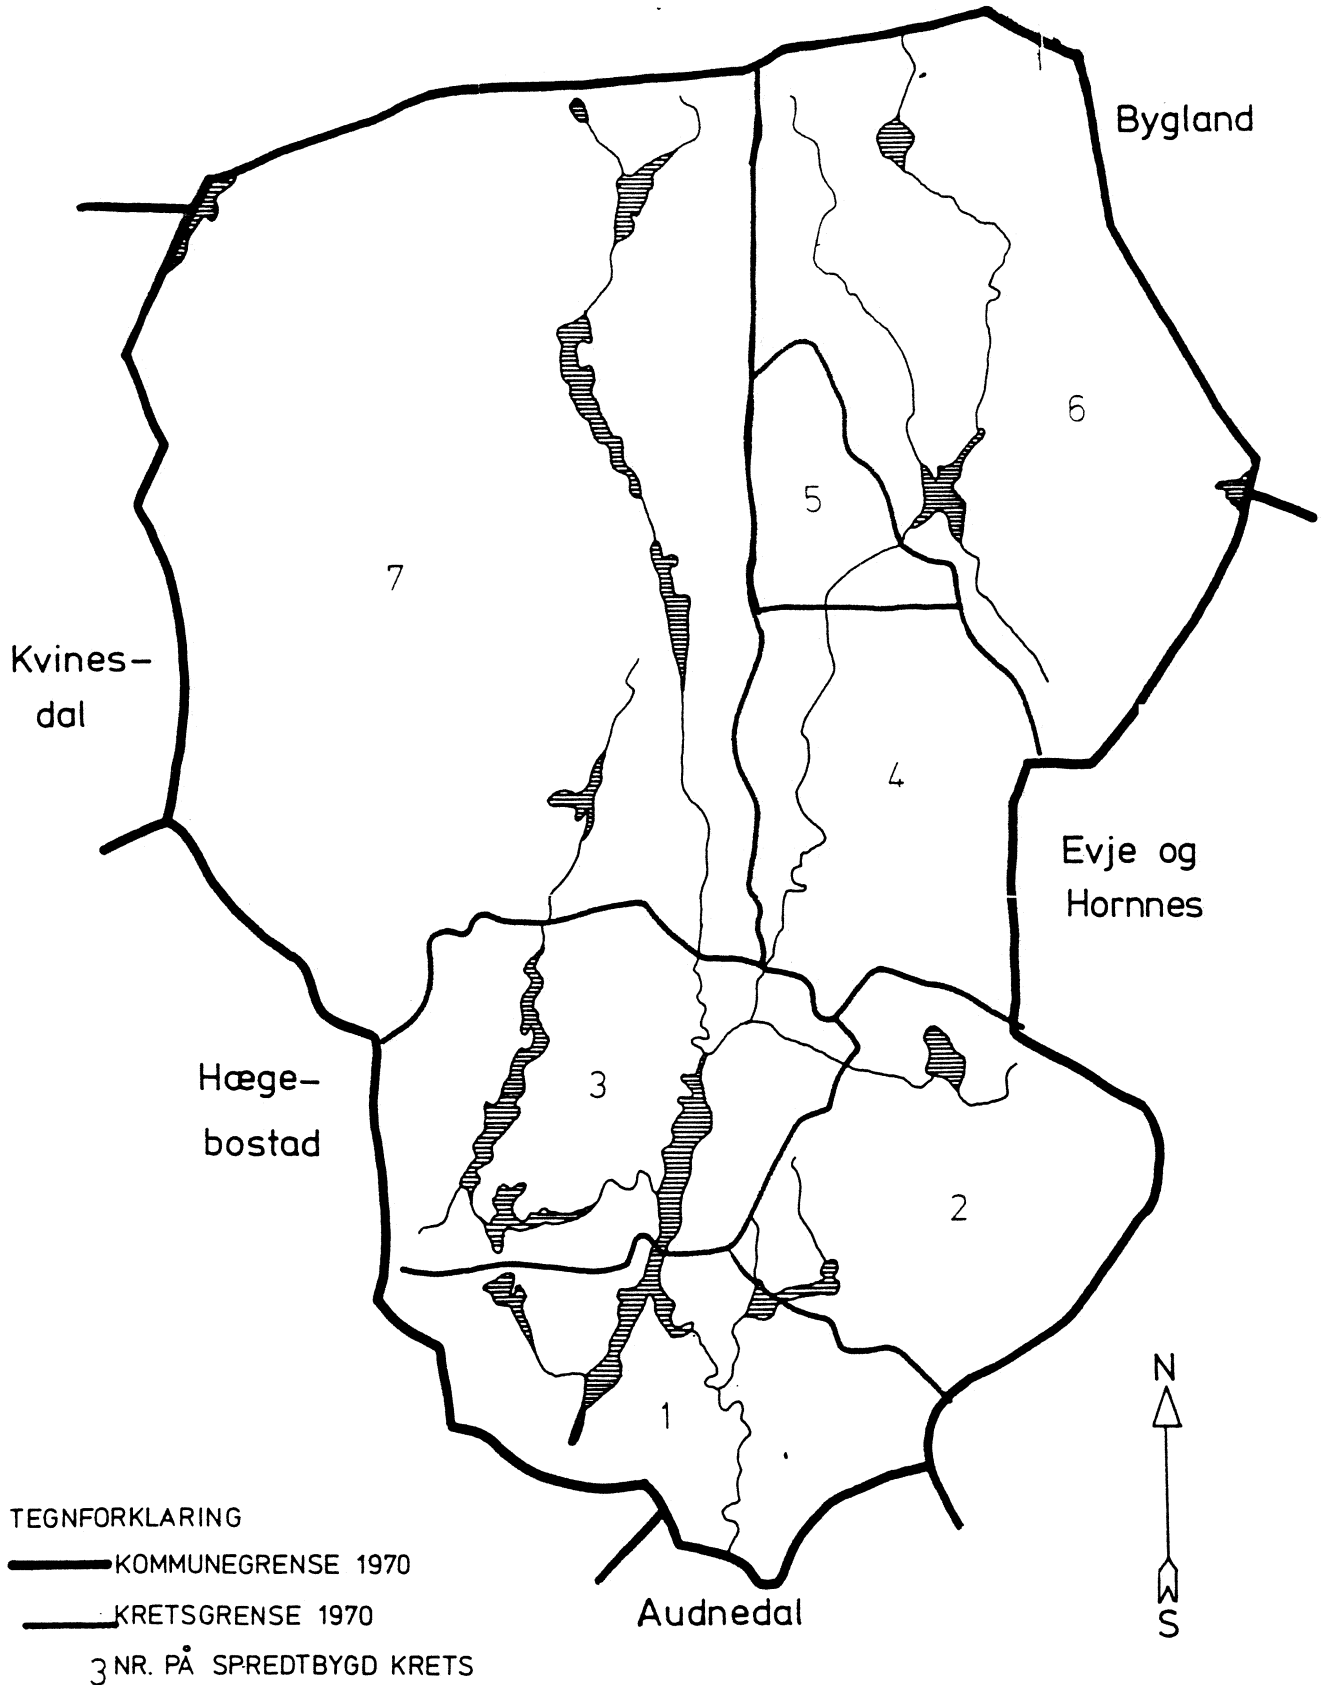 Bygland
6
5
7
Kvines-
dal
4
Evje og
Hornnes
Hæge-
bostad
3
2
1
N
S
Audnedal
TEGNFORKLARING
KOMMUNEGRENSE 1970
KRETSGRENSE 1970
3 NR. PÅ SPREDTBYGD KRETS